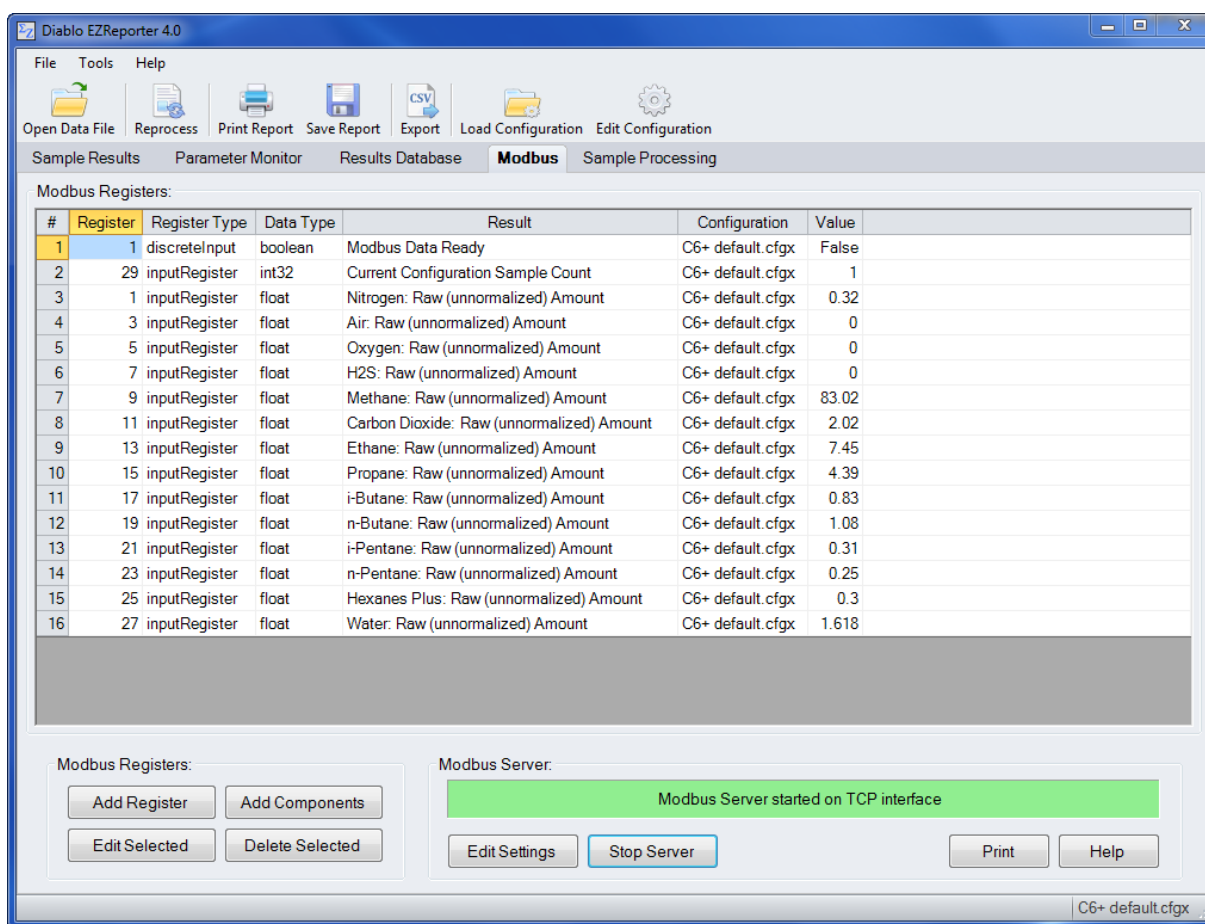 Diablo EZReporter 4.0
File Tools Help
Open Data File Reprocess Print Report Save Report CSV Export Load Configuration Edit Configuration
Sample Results Parameter Monitor Results Database Modbus Sample Processing
Modbus Registers:
# Register Register Type Data Type Result Configuration Value
1 1 discreteInput boolean Modbus Data Ready C6+ default.cfgx False
2 29 inputRegister int32 Current Configuration Sample Count C6+ default.cfgx 1
3 1 inputRegister float Nitrogen: Raw (unnormalized) Amount C6+ default.cfgx 0.32
4 3 inputRegister float Air: Raw (unnormalized) Amount C6+ default.cfgx 0
5 5 inputRegister float Oxygen: Raw (unnormalized) Amount C6+ default.cfgx 0
6 7 inputRegister float H2S: Raw (unnormalized) Amount C6+ default.cfgx 0
7 9 inputRegister float Methane: Raw (unnormalized) Amount C6+ default.cfgx 83.02
8 11 inputRegister float Carbon Dioxide: Raw (unnormalized) Amount C6+ default.cfgx 2.02
9 13 inputRegister float Ethane: Raw (unnormalized) Amount C6+ default.cfgx 7.45
10 15 inputRegister float Propane: Raw (unnormalized) Amount C6+ default.cfgx 4.39
11 17 inputRegister float i-Butane: Raw (unnormalized) Amount C6+ default.cfgx 0.83
12 19 inputRegister float n-Butane: Raw (unnormalized) Amount C6+ default.cfgx 1.08
13 21 inputRegister float i-Pentane: Raw (unnormalized) Amount C6+ default.cfgx 0.31
14 23 inputRegister float n-Pentane: Raw (unnormalized) Amount C6+ default.cfgx 0.25
15 25 inputRegister float Hexanes Plus: Raw (unnormalized) Amount C6+ default.cfgx 0.3
16 27 inputRegister float Water: Raw (unnormalized) Amount C6+ default.cfgx 1.618
Modbus Registers: Modbus Server:
Add Register Add Components Modbus Server started on TCP interface
Edit Selected Delete Selected Edit Settings Stop Server Print Help
C6+ default.cfgx